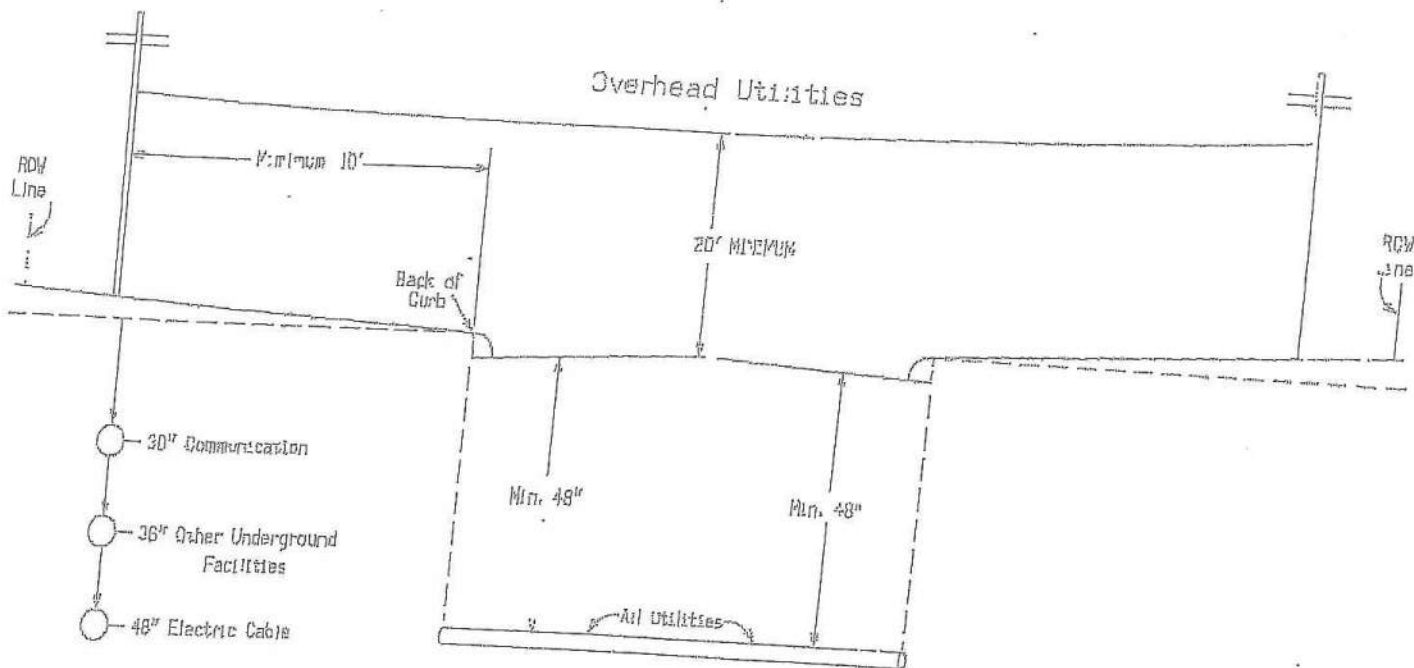 Overhead Utilities
Minimum 10'
ROW
Line
20' MINIMUM
ROW
Line
Back of
Curb
30" Communication
Min. 48"
Min. 48"
36" Other Underground
Facilities
All Utilities
48" Electric Cable